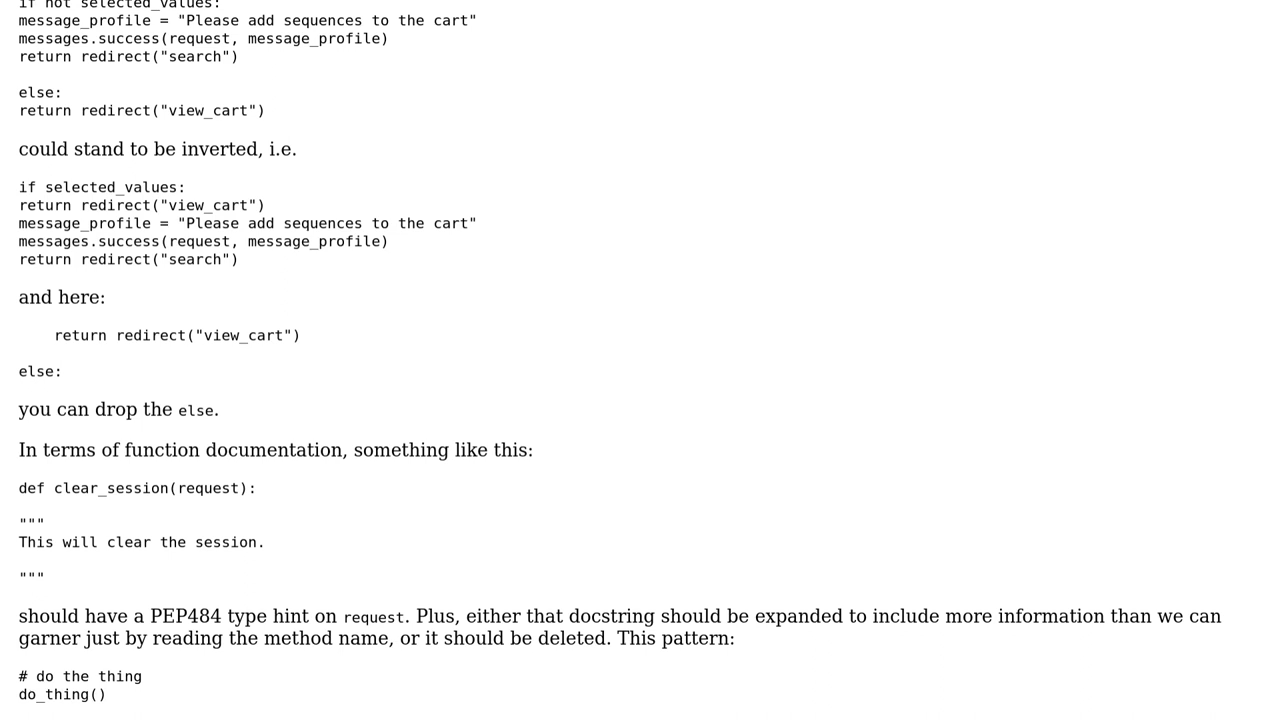 if not selected_values:
message_profile = "Please add sequences to the cart"
messages.success(request, message_profile)
return redirect("search")
else:
return redirect("view_cart")
could stand to be inverted, i.e.
if selected_values:
return redirect("view_cart")
message_profile = "Please add sequences to the cart"
messages.success(request, message_profile)
return redirect("search")
and here:
    return redirect("view_cart")
else:
you can drop the else.
In terms of function documentation, something like this:
def clear_session(request):
"""
This will clear the session.
"""
should have a PEP484 type hint on request. Plus, either that docstring should be expanded to include more information than we can
garner just by reading the method name, or it should be deleted. This pattern:
# do the thing
do_thing()